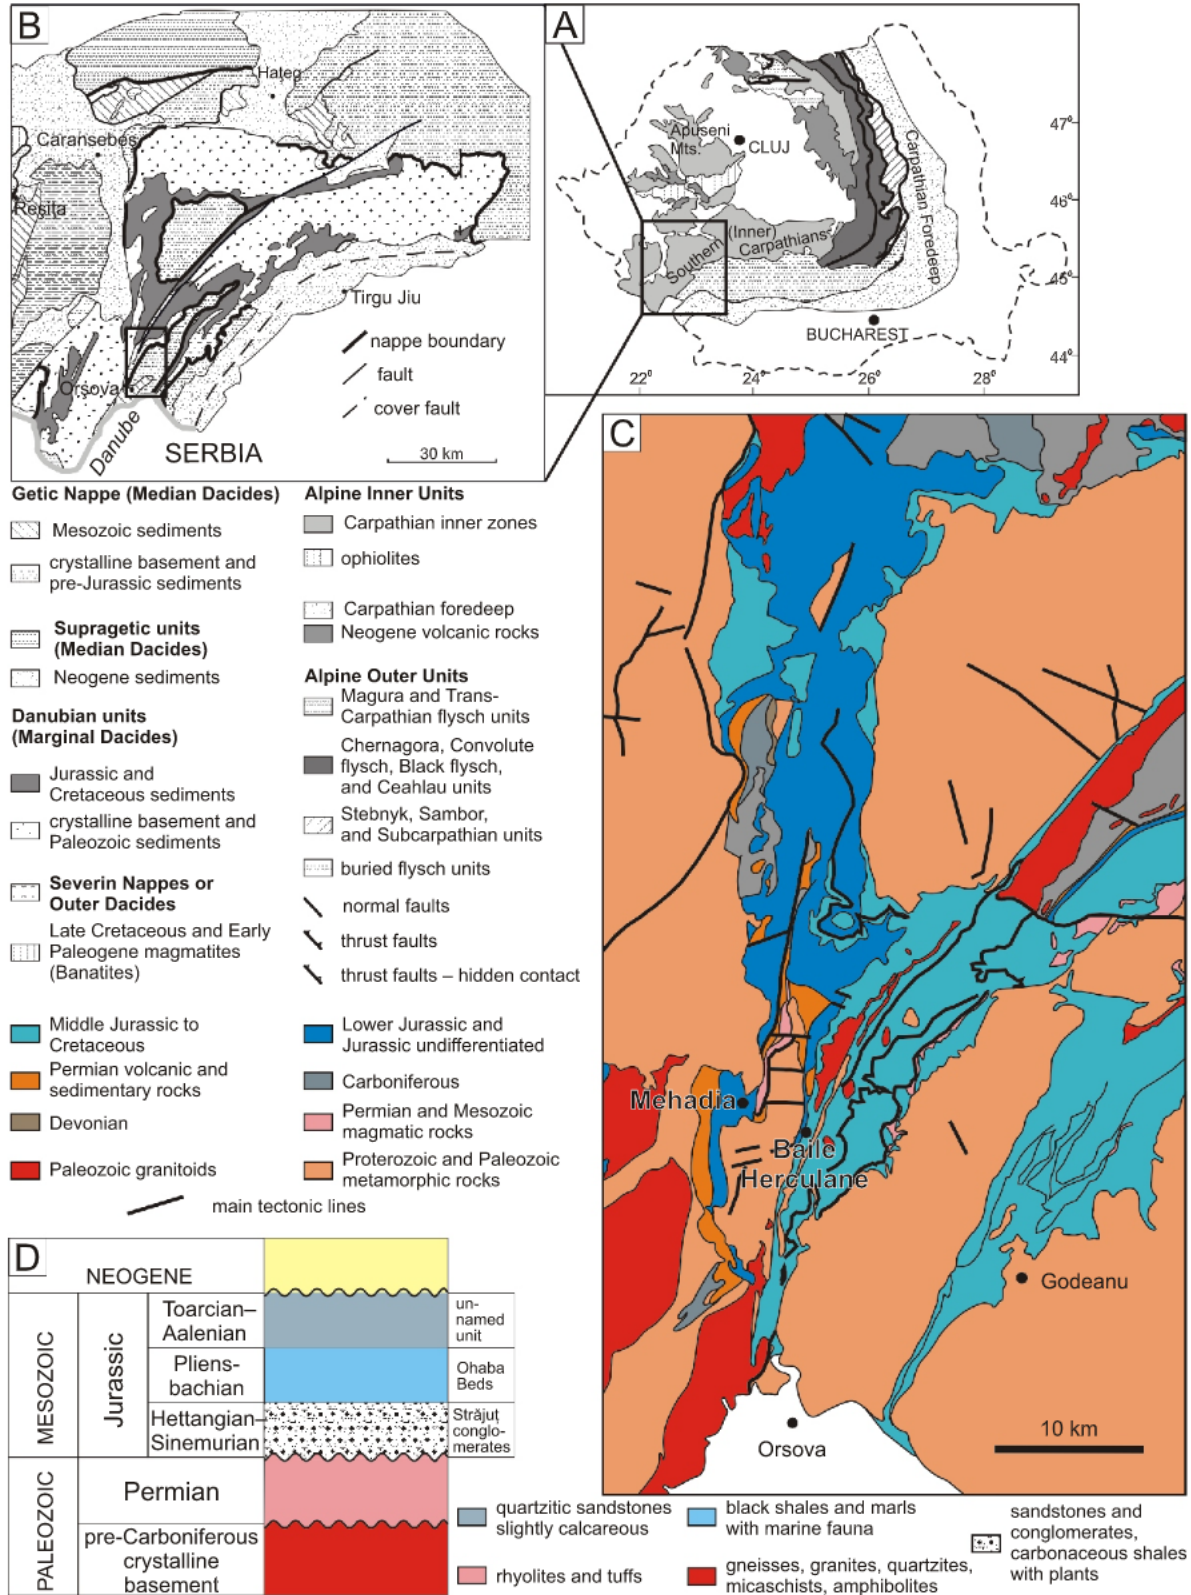 B
Hateg
Caransebes
Reșița
Tirgu Jiu
nappe boundary
fault
cover fault
Orșova
Danube
SERBIA
30 km
A
Apuseni
Mts.
CLUJ
Carpathian Foredeep
Southern (Inner)
Carpathians
BUCHAREST
47°
46°
45°
44°
22°
24°
26°
28°
Getic Nappe (Median Dacides)
Mesozoic sediments
crystalline basement and
pre-Jurassic sediments
Supragetic units
(Median Dacides)
Neogene sediments
Danubian units
(Marginal Dacides)
Jurassic and
Cretaceous sediments
crystalline basement and
Paleozoic sediments
Severin Nappes or
Outer Dacides
Late Cretaceous and Early
Paleogene magmatites
(Banatites)
Alpine Inner Units
Carpathian inner zones
ophiolites
Carpathian foredeep
Neogene volcanic rocks
Alpine Outer Units
Magura and Trans-
Carpathian flysch units
Chernagora, Convolute
flysch, Black flysch,
and Ceahlau units
Stebnyk, Sambor,
and Subcarpathian units
buried flysch units
normal faults
thrust faults
thrust faults – hidden contact
Middle Jurassic to
Cretaceous
Permian volcanic and
sedimentary rocks
Devonian
Paleozoic granitoids
Lower Jurassic and
Jurassic undifferentiated
Carboniferous
Permian and Mesozoic
magmatic rocks
Proterozoic and Paleozoic
metamorphic rocks
main tectonic lines
C
Mehadia
Baile
Herculane
Godeanu
Orsova
10 km
D
NEOGENE
MESOZOIC
Jurassic
Toarcian–
Aalenian
un-
named
unit
Pliens-
bachian
Ohaba
Beds
Hettangian–
Sinemurian
Străjuț
conglo-
merates
PALEOZOIC
Permian
pre-Carboniferous
crystalline
basement
quartzitic sandstones
slightly calcareous
rhyolites and tuffs
black shales and marls
with marine fauna
gneisses, granites, quartzites,
micaschists, amphibolites
sandstones and
conglomerates,
carbonaceous shales
with plants